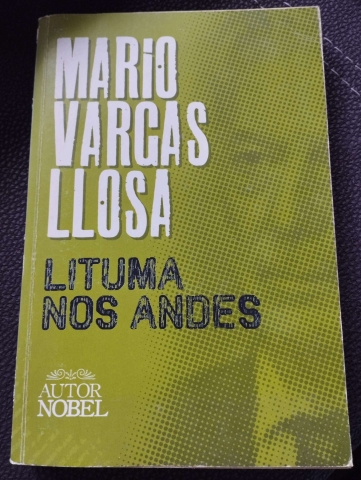 MARIO
VARGAS
LLOSA
LITUMA
NOS ANDES
AUTOR
NOBEL